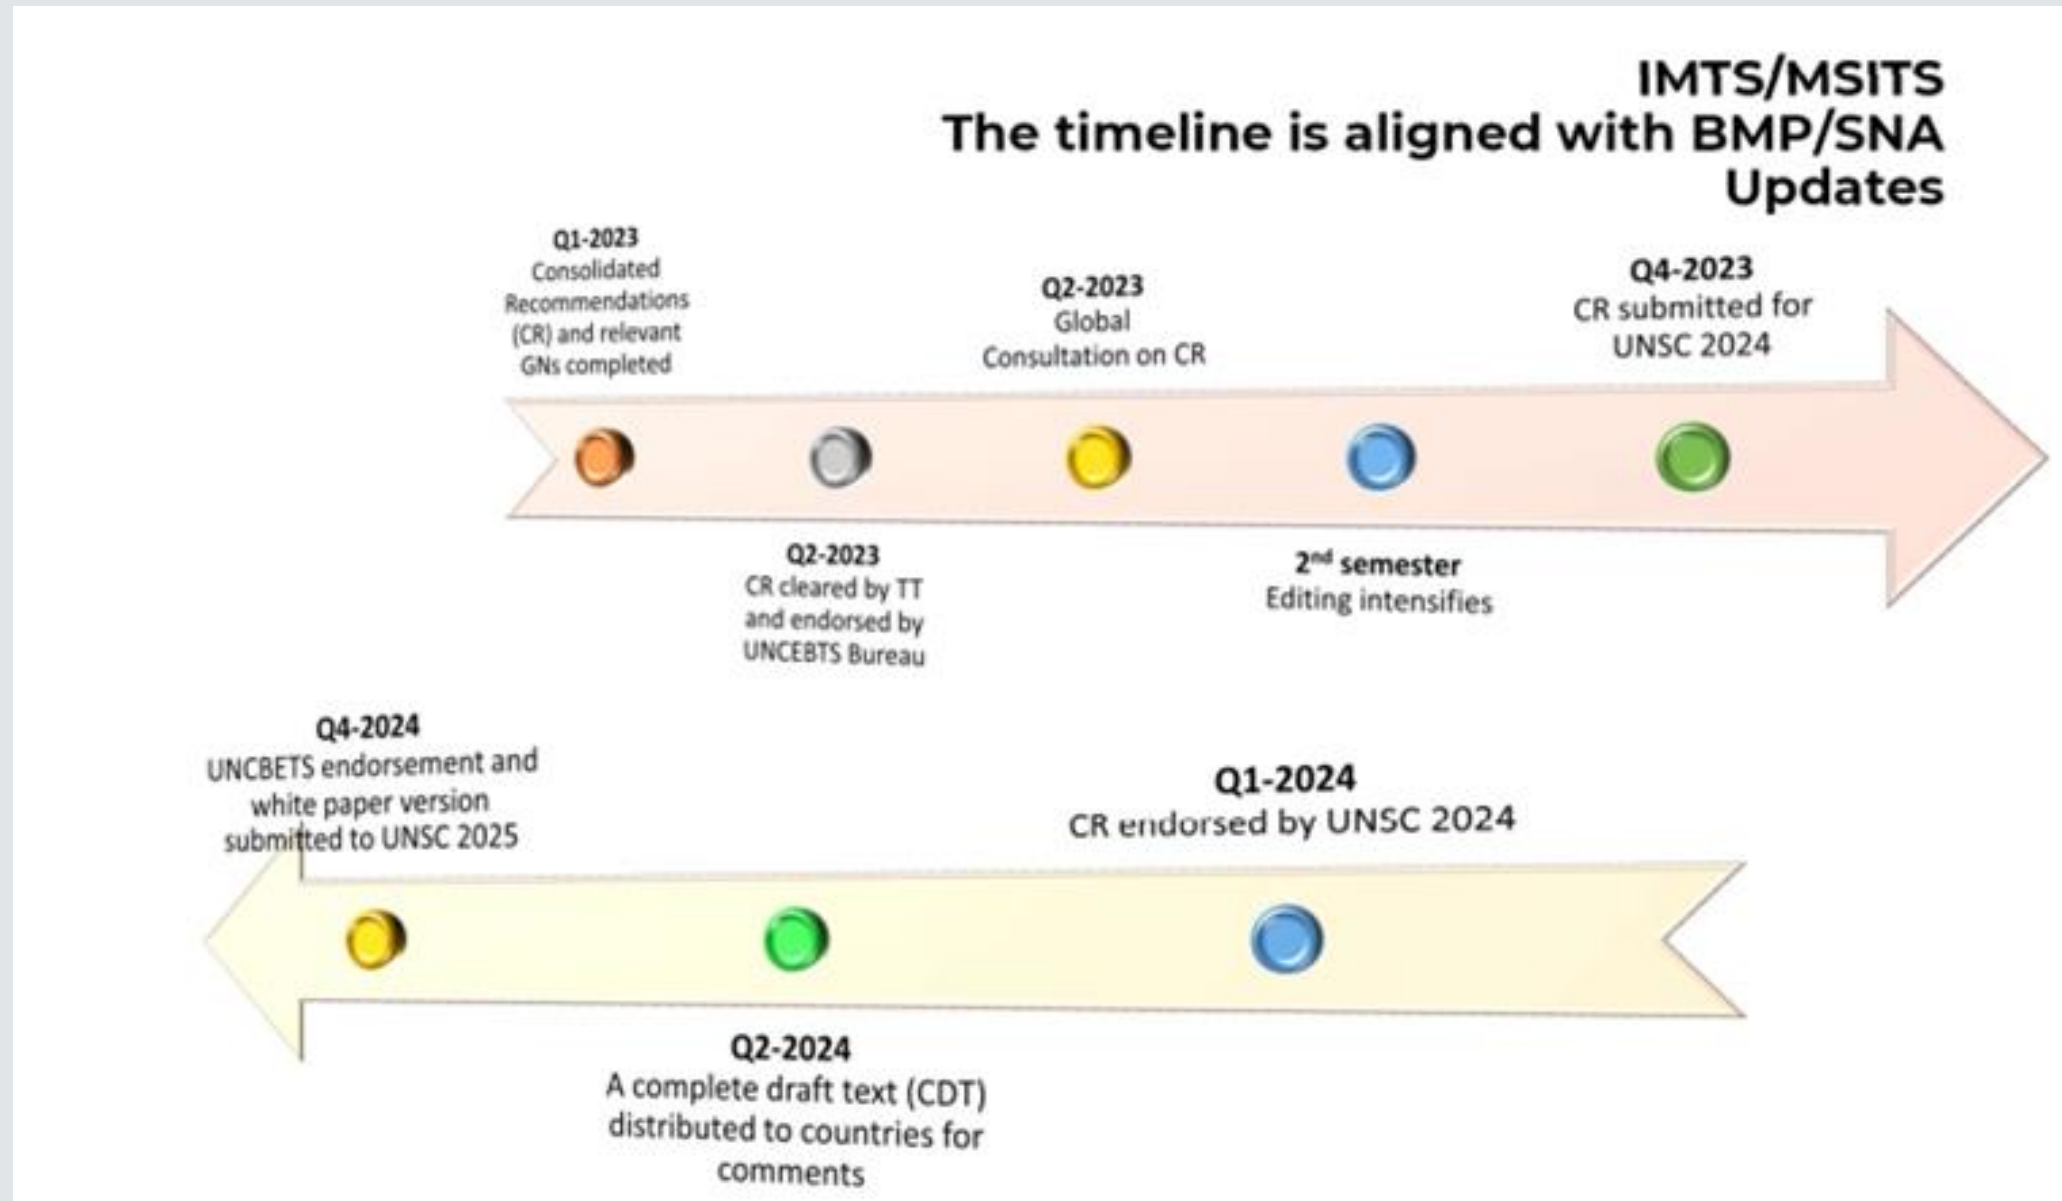 IMTS/MSITS
The timeline is aligned with BMP/SNA
Updates
Q1-2023
Consolidated
Recommendations
(CR) and relevant
GNs completed
Q2-2023
CR cleared by TT
and endorsed by
UNCEBTS Bureau
Q2-2023
Global
Consultation on CR
2nd semester
Editing intensifies
Q4-2023
CR submitted for
UNSC 2024
Q1-2024
CR endorsed by UNSC 2024
Q2-2024
A complete draft text (CDT)
distributed to countries for
comments
Q4-2024
UNCBETS endorsement and
white paper version
submitted to UNSC 2025